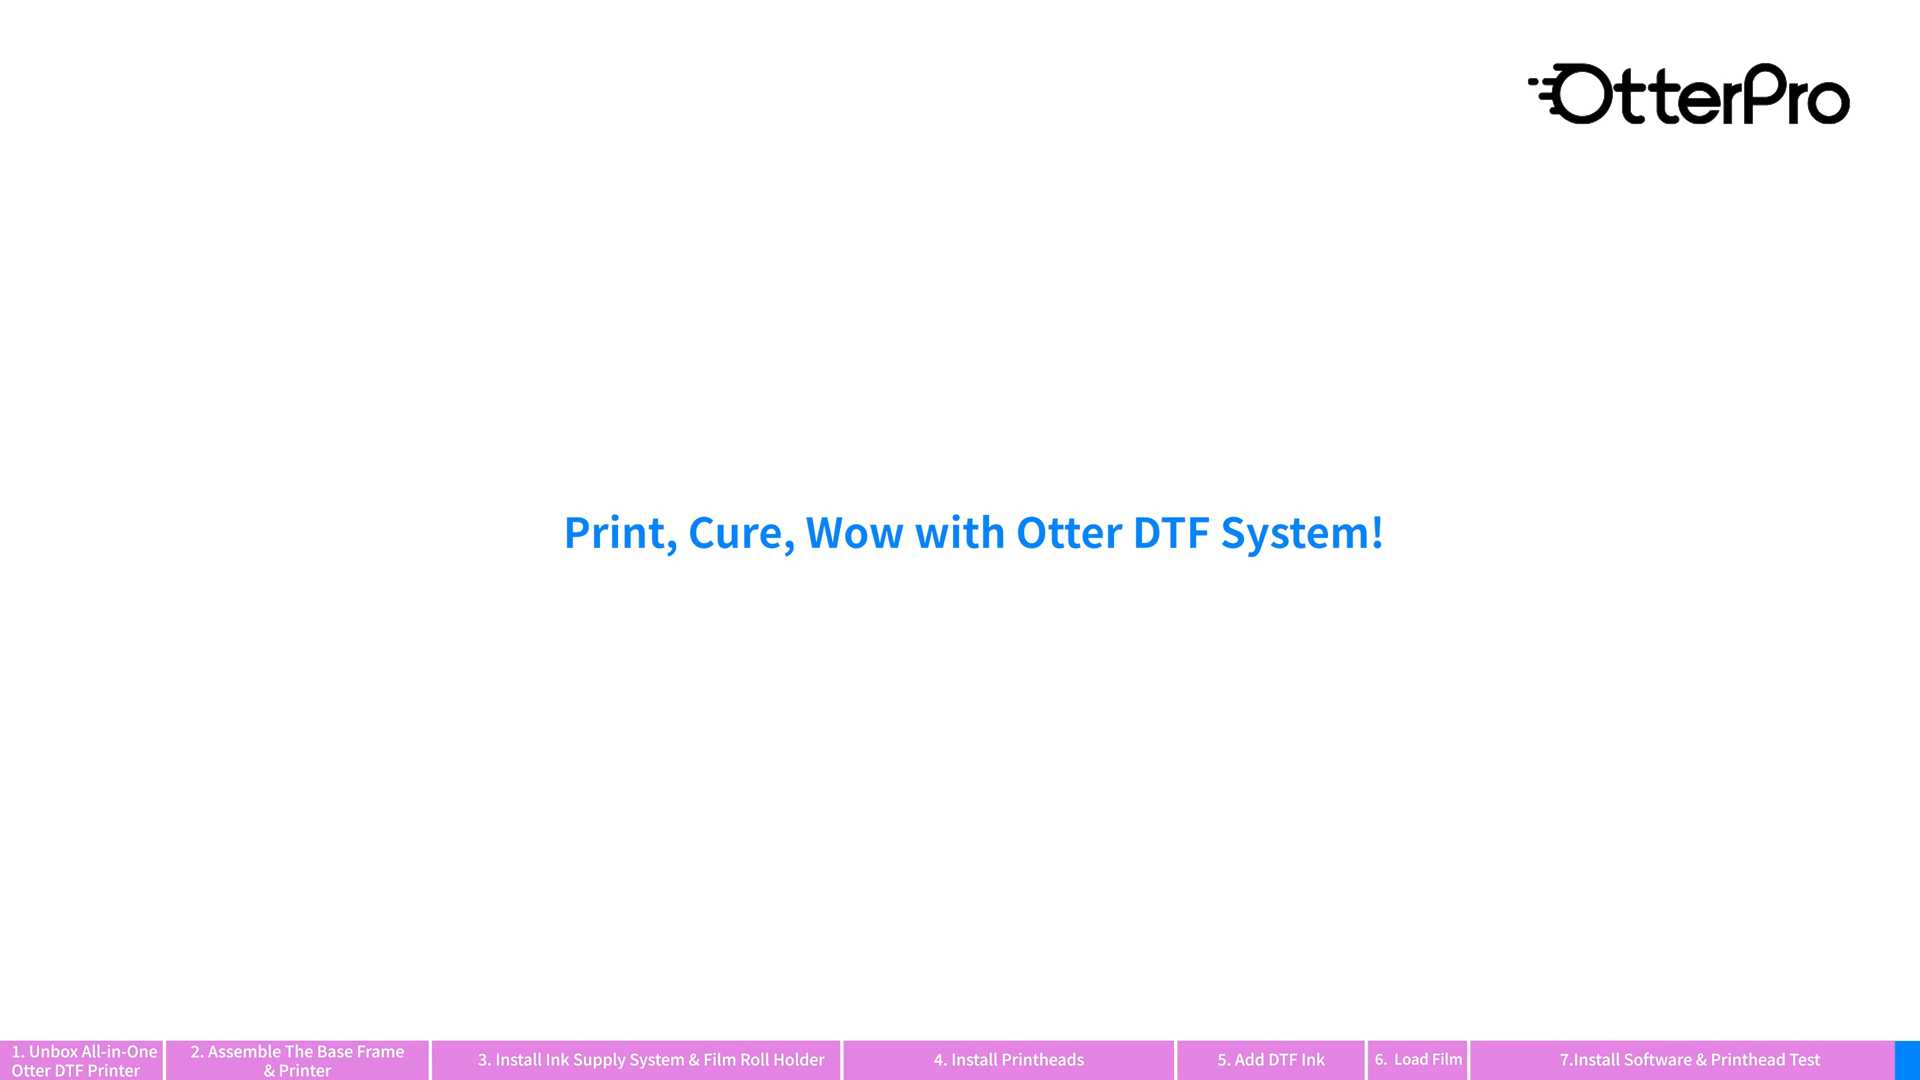 OtterPro
Print, Cure, Wow with Otter DTF System!
1. Unbox All-in-One
Otter DTF Printer
2. Assemble The Base Frame
& Printer
3. Install Ink Supply System & Film Roll Holder
4. Install Printheads
5. Add DTF Ink
6. Load Film
7.Install Software & Printhead Test